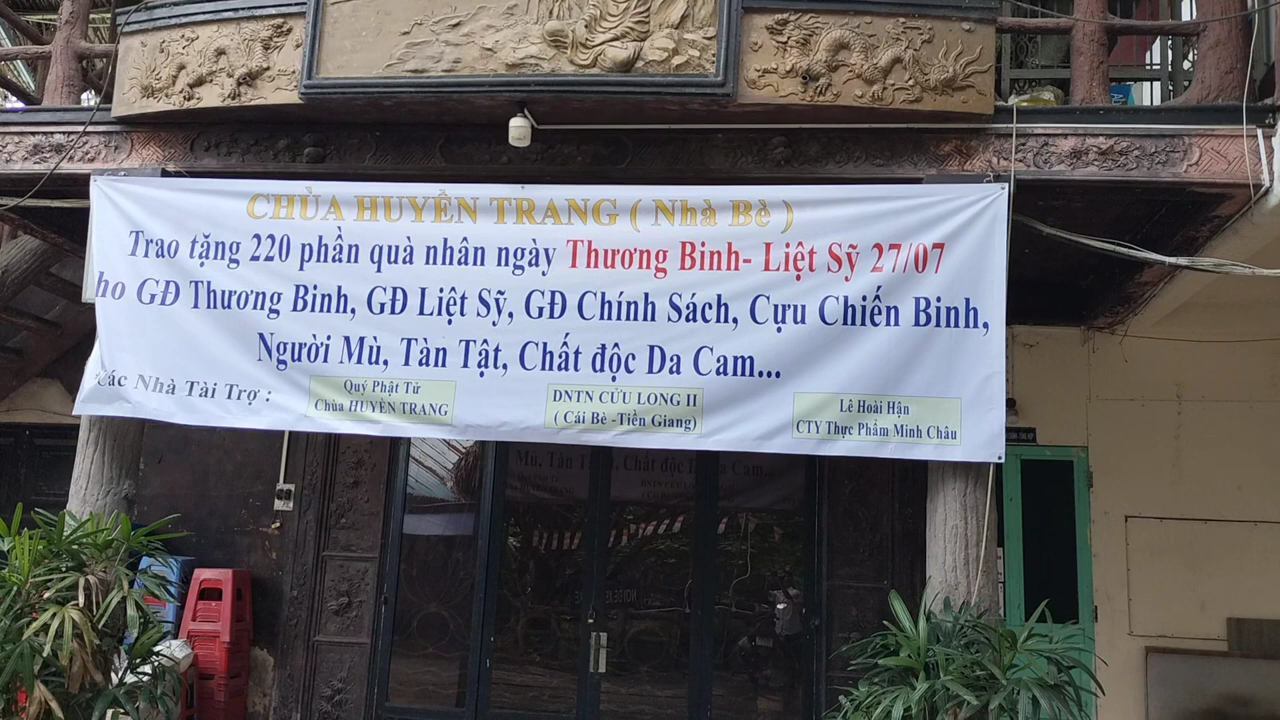 CHÙA HUYỀN TRANG ( Nhà Bè )
Trao tặng 220 phần quà nhân ngày Thương Binh- Liệt Sỹ 27/07
ho GĐ Thương Binh, GĐ Liệt Sỹ, GĐ Chính Sách, Cựu Chiến Binh,
Người Mù, Tàn Tật, Chất độc Da Cam...
Các Nhà Tài Trợ :
Quý Phật Tử
Chùa HUYỀN TRANG
DNTN CỬU LONG II
( Cái Bè -Tiền Giang)
Lê Hoài Hận
CTY Thực Phẩm Minh Châu